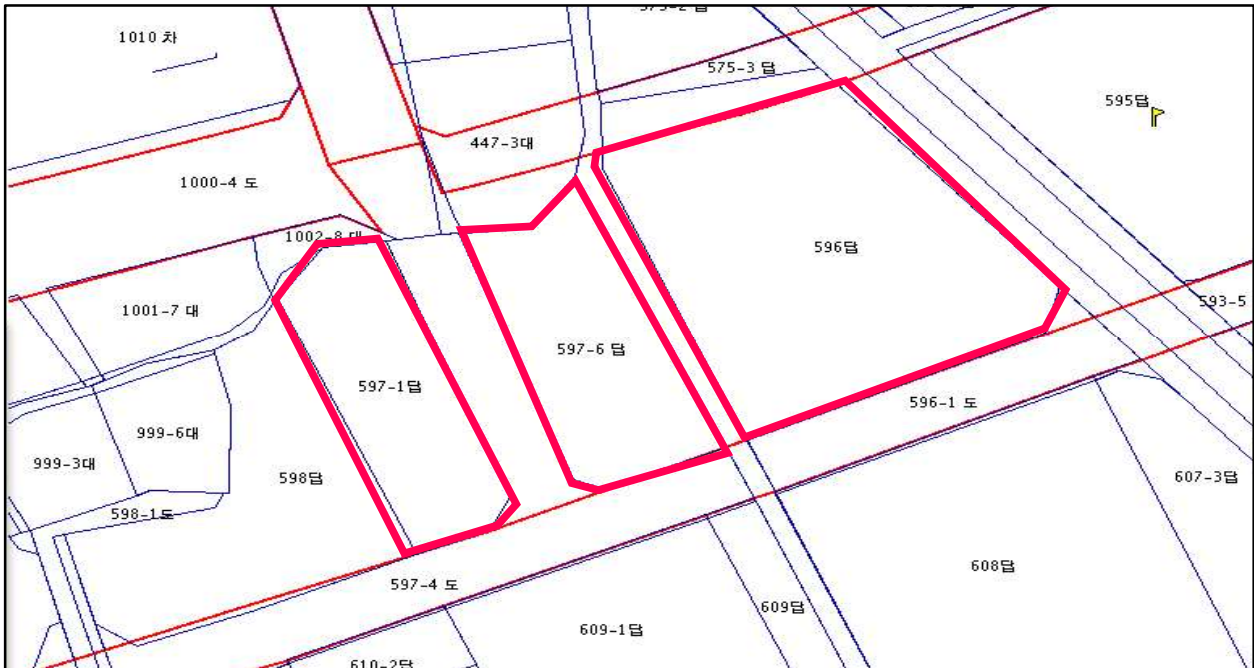 1010 차
575-3 답
595답
447-3대
1000-4 도
1002-8 대
596답
593-5
1001-7 대
597-6 답
597-1답
596-1 도
999-6대
999-3대
598답
607-3답
598-1도
608답
597-4 도
609답
609-1답
610-2답